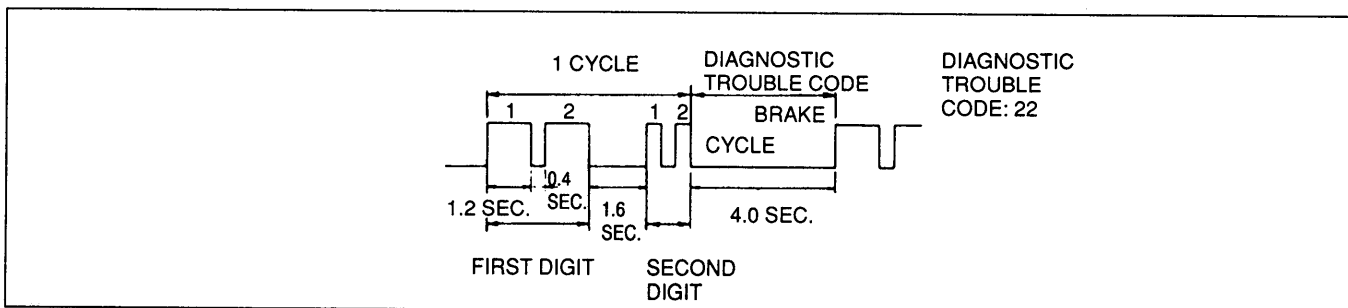 1 CYCLE
DIAGNOSTIC
TROUBLE CODE
DIAGNOSTIC
TROUBLE
CODE: 22
1
2
1
2
BRAKE
CYCLE
1.2 SEC.
0.4
SEC.
1.6
SEC.
4.0 SEC.
FIRST DIGIT
SECOND
DIGIT